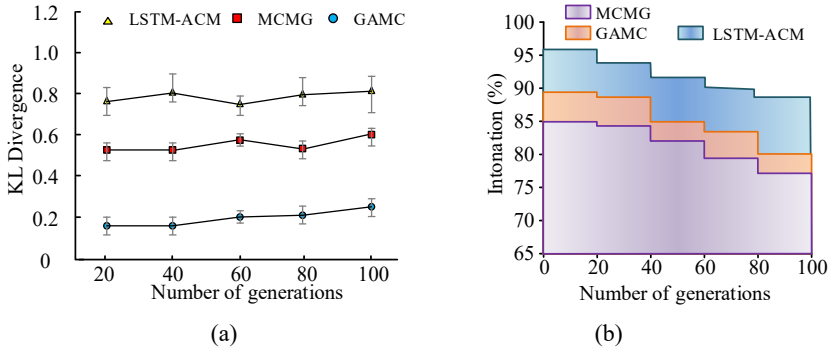 LSTM-ACM MCMG GAMC
KL Divergence
1.2
1.0
0.8
0.6
0.4
0.2
0
20 40 60 80 100
Number of generations
(a)
MCMG
GAMC LSTM-ACM
Intonation (%)
100
95
90
85
80
75
70
65
0 20 40 60 80 100
Number of generations
(b)